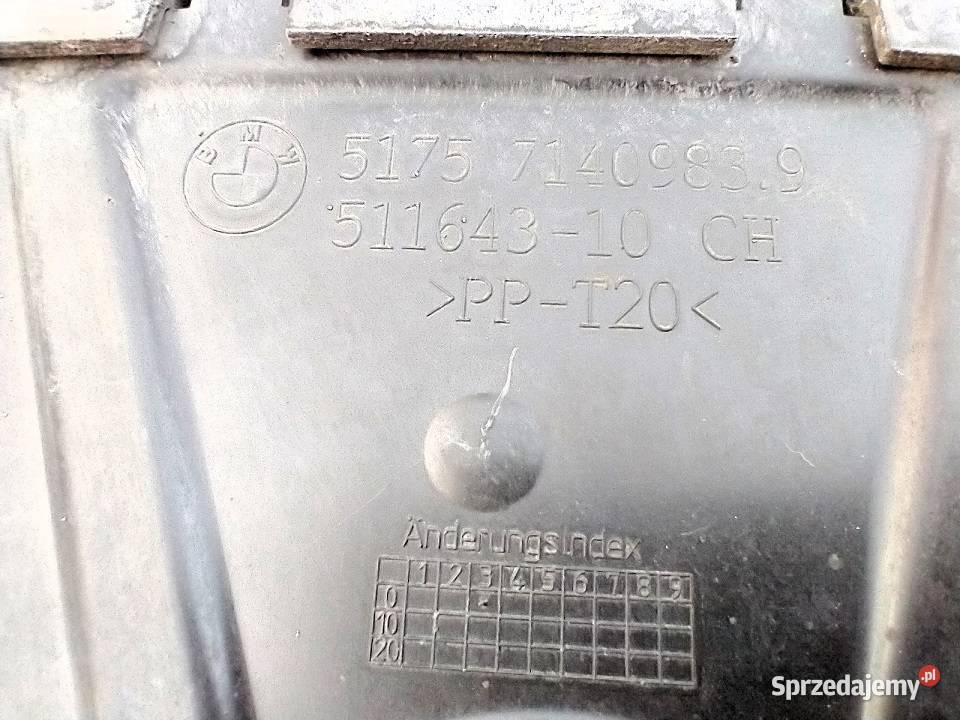 BMW
5175 7140983.9
511643-10 CH
>PP-T20<
Änderungsindex
1 2 3 4 5 6 7 8 9
0
10
20
Sprzedajemy.pl